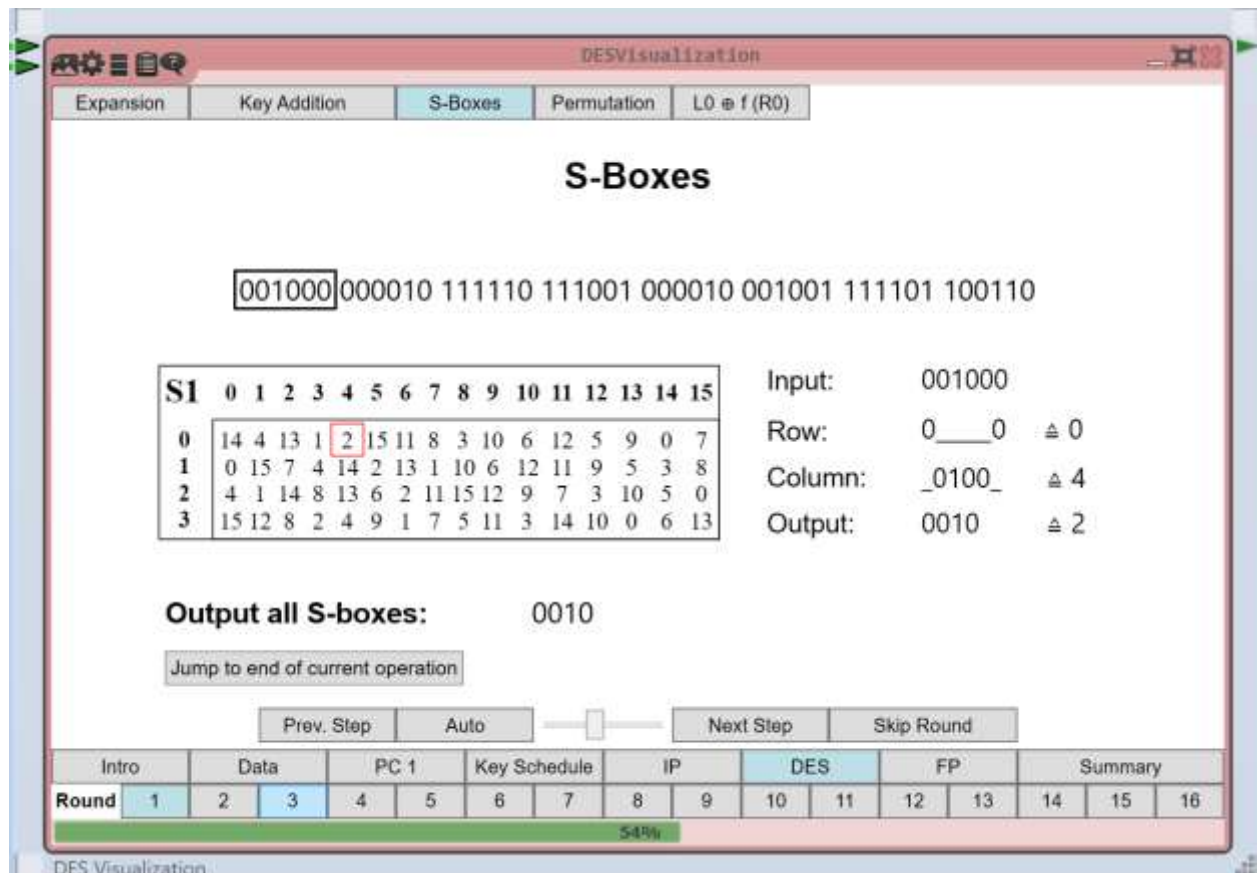 DESVisualization
Expansion Key Addition S-Boxes Permutation L0 ⊕ f (R0)
S-Boxes
001000 000010 111110 111001 000010 001001 111101 100110
S1 0 1 2 3 4 5 6 7 8 9 10 11 12 13 14 15
0 14 4 13 1 2 15 11 8 3 10 6 12 5 9 0 7
1 0 15 7 4 14 2 13 1 10 6 12 11 9 5 3 8
2 4 1 14 8 13 6 2 11 15 12 9 7 3 10 5 0
3 15 12 8 2 4 9 1 7 5 11 3 14 10 0 6 13
Input: 001000
Row: 0____0 ≙ 0
Column: _0100_ ≙ 4
Output: 0010 ≙ 2
Output all S-boxes: 0010
Jump to end of current operation
Prev. Step Auto Next Step Skip Round
Intro Data PC 1 Key Schedule IP DES FP Summary
Round 1 2 3 4 5 6 7 8 9 10 11 12 13 14 15 16
54%
DES Visualization